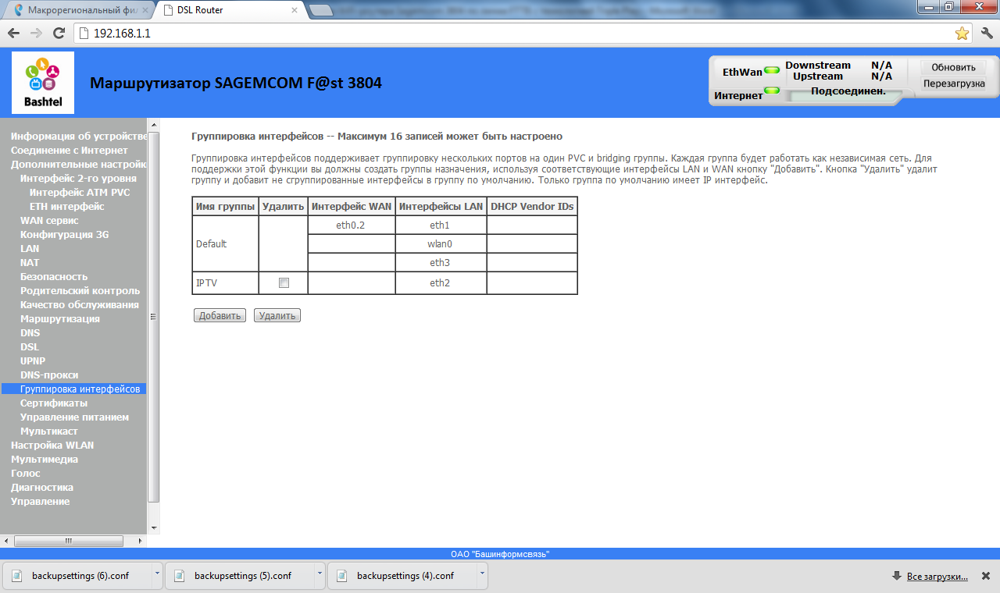 Макрорегиональный фил
DSL Router
192.168.1.1
Bashtel
Маршрутизатор SAGEMCOM F@st 3804
EthWan
Downstream N/A
Upstream N/A
Интернет
Подсоединен.
Обновить
Перезагрузка
Информация об устройстве
Соединение с Интернет
Дополнительные настройк
Интерфейс 2-го уровня
Интерфейс ATM PVC
ETH интерфейс
WAN сервис
Конфигурация 3G
LAN
NAT
Безопасность
Родительский контроль
Качество обслуживания
Маршрутизация
DNS
DSL
UPNP
DNS-прокси
Группировка интерфейсов
Сертификаты
Управление питанием
Мультикаст
Настройка WLAN
Мультимедиа
Голос
Диагностика
Управление
Группировка интерфейсов -- Максимум 16 записей может быть настроено
Группировка интерфейсов поддерживает группировку нескольких портов на один PVC и bridging группы. Каждая группа будет работать как независимая сеть. Для
поддержки этой функции вы должны создать группы назначения, используя соответствующие интерфейсы LAN и WAN кнопку "Добавить". Кнопка "Удалить" удалит
группу и добавит не сгруппированные интерфейсы в группу по умолчанию. Только группа по умолчанию имеет IP интерфейс.
Имя группы Удалить Интерфейс WAN Интерфейсы LAN DHCP Vendor IDs
Default eth0.2 eth1
wlan0
eth3
IPTV eth2
Добавить Удалить
ОАО "Башинформсвязь"
backupsettings (6).conf
backupsettings (5).conf
backupsettings (4).conf
Все загрузки...